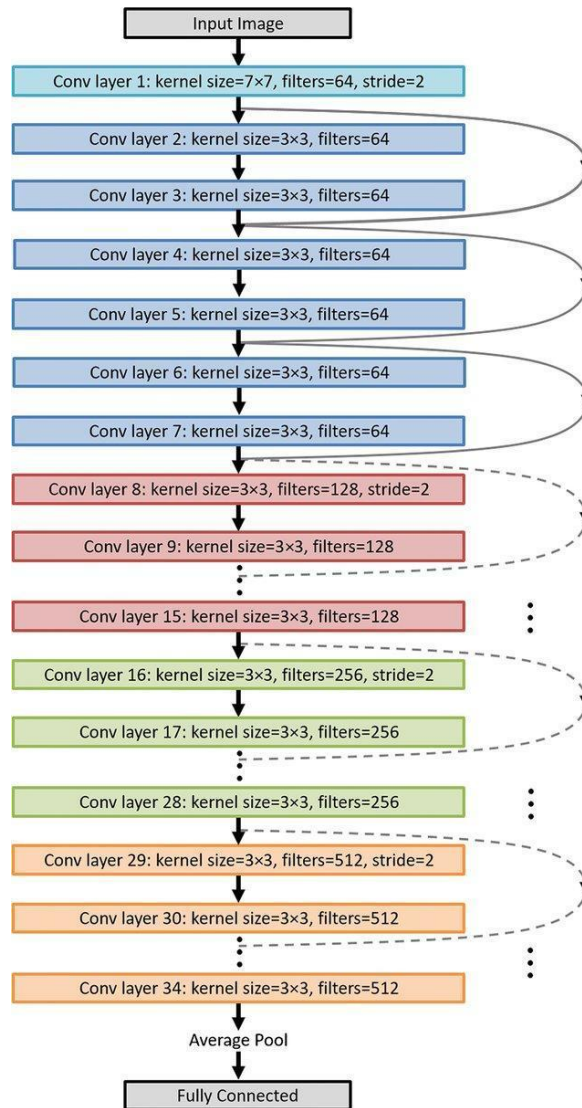 Input Image
Conv layer 1: kernel size=7×7, filters=64, stride=2
Conv layer 2: kernel size=3×3, filters=64
Conv layer 3: kernel size=3×3, filters=64
Conv layer 4: kernel size=3×3, filters=64
Conv layer 5: kernel size=3×3, filters=64
Conv layer 6: kernel size=3×3, filters=64
Conv layer 7: kernel size=3×3, filters=64
Conv layer 8: kernel size=3×3, filters=128, stride=2
Conv layer 9: kernel size=3×3, filters=128
Conv layer 15: kernel size=3×3, filters=128
Conv layer 16: kernel size=3×3, filters=256, stride=2
Conv layer 17: kernel size=3×3, filters=256
Conv layer 28: kernel size=3×3, filters=256
Conv layer 29: kernel size=3×3, filters=512, stride=2
Conv layer 30: kernel size=3×3, filters=512
Conv layer 34: kernel size=3×3, filters=512
Average Pool
Fully Connected